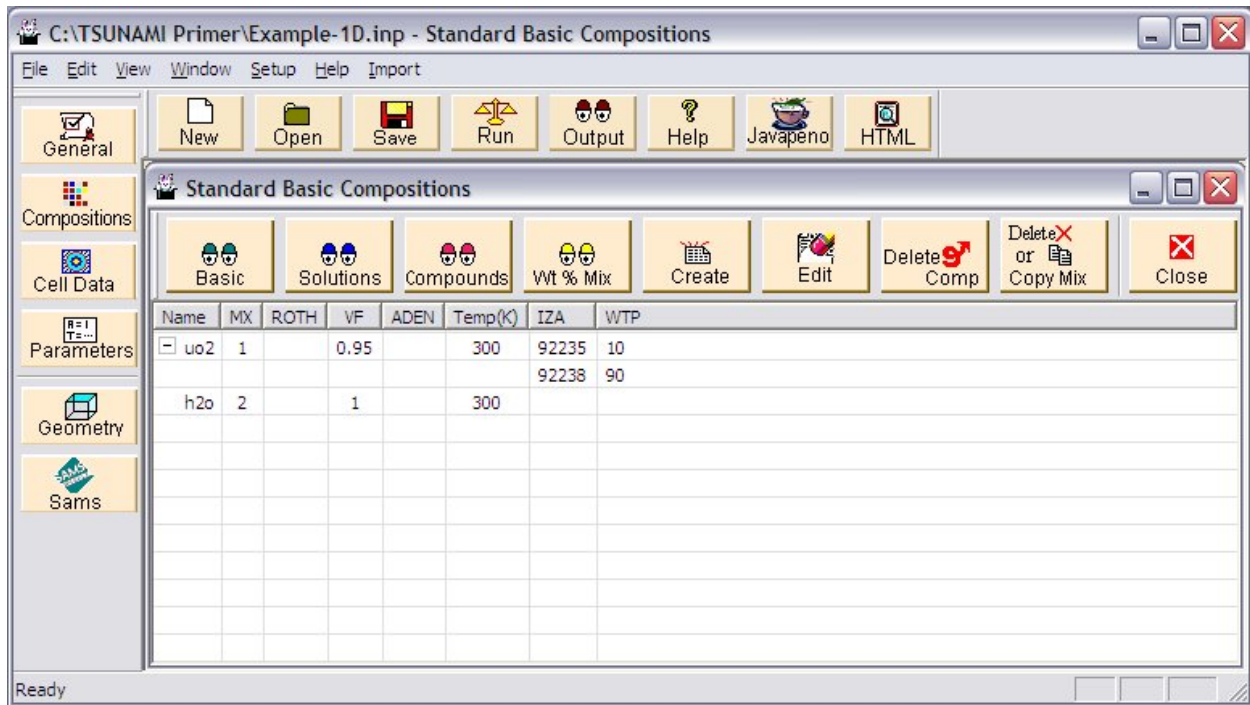 C:\TSUNAMI Primer\Example-1D.inp - Standard Basic Compositions
File Edit View Window Setup Help Import
General
Compositions
Cell Data
Parameters
Geometry
Sams
New Open Save Run Output Help Javapeno HTML
Standard Basic Compositions
Basic Solutions Compounds Wt % Mix Create Edit Delete Comp Delete or Copy Mix Close
Name MX ROTH VF ADEN Temp(K) IZA WTP
uo2 1 0.95 300 92235 10
92238 90
h2o 2 1 300
Ready